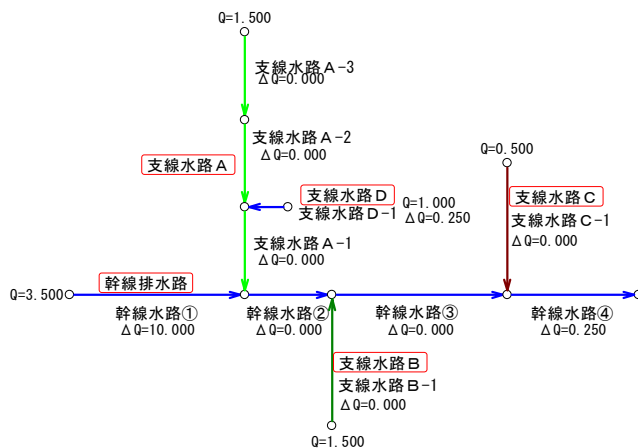 Q=1.500
支線水路A-3
ΔQ=0.000
支線水路A-2
ΔQ=0.000
支線水路A
Q=0.500
支線水路D
支線水路D-1
Q=1.000
ΔQ=0.250
支線水路C
支線水路C-1
ΔQ=0.000
支線水路A-1
ΔQ=0.000
幹線排水路
Q=3.500
幹線水路①
ΔQ=10.000
幹線水路②
ΔQ=0.000
幹線水路③
ΔQ=0.000
幹線水路④
ΔQ=0.250
支線水路B
支線水路B-1
ΔQ=0.000
Q=1.500